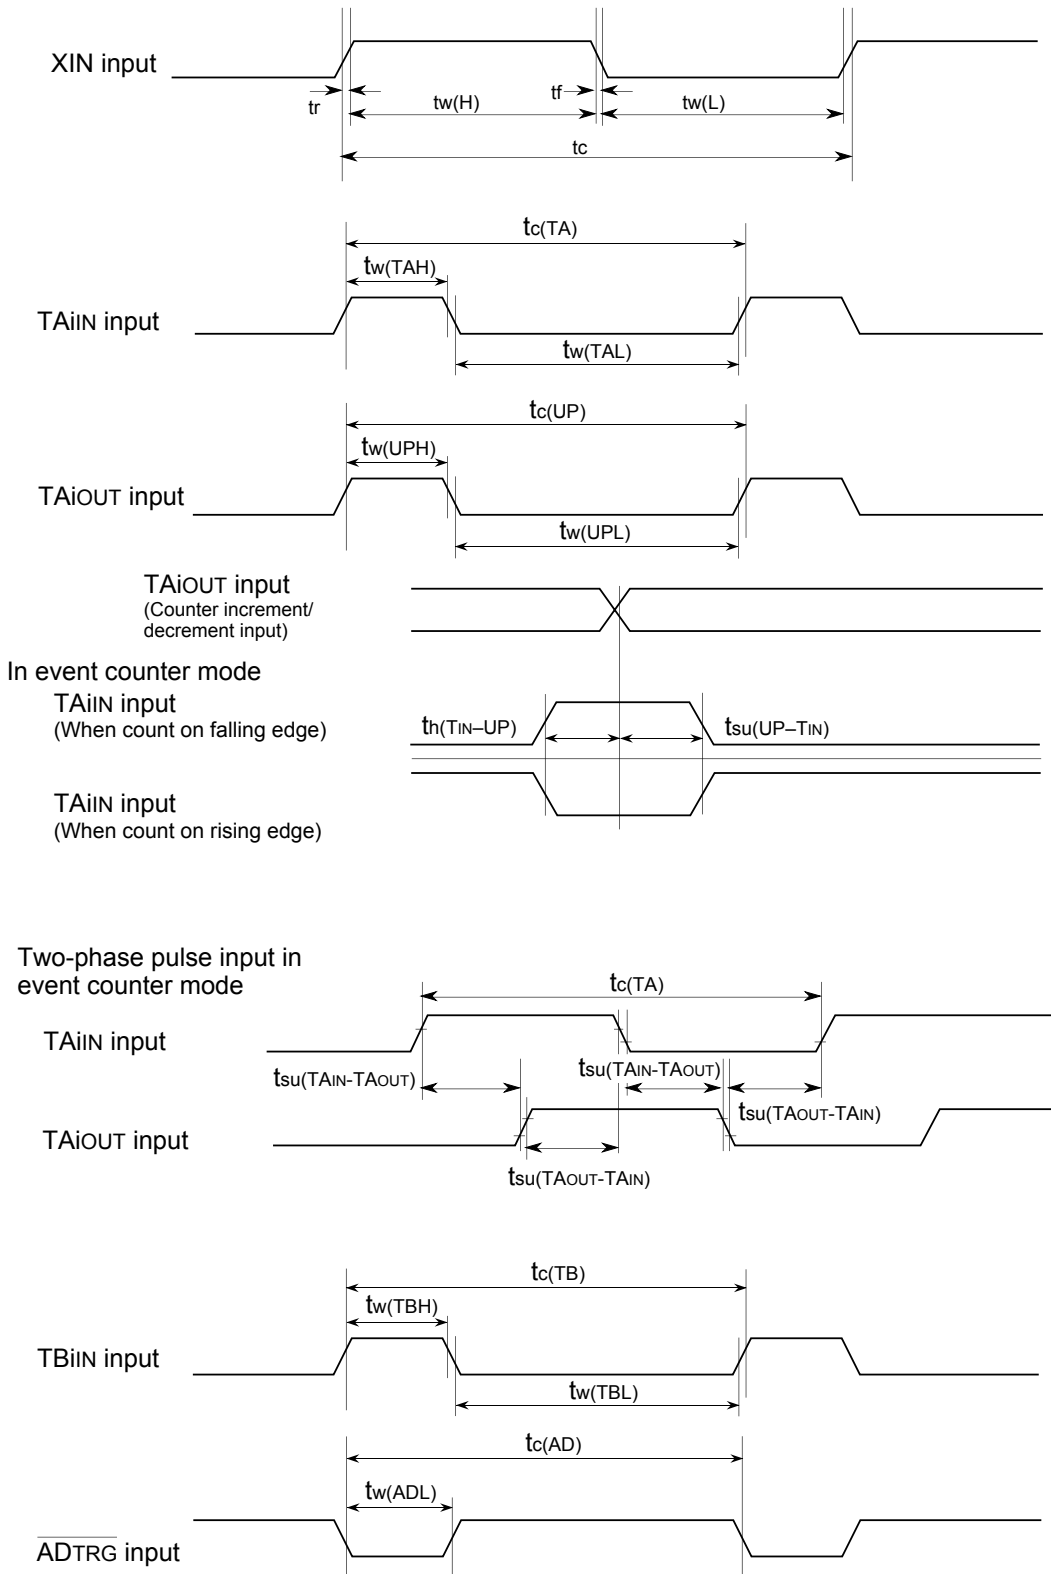 XIN input
tr
tw(H)
tf
tw(L)
tc
tc(TA)
tw(TAH)
TAiIN input
tw(TAL)
tc(UP)
tw(UPH)
TAiOUT input
tw(UPL)
TAiOUT input
(Counter increment/
decrement input)
In event counter mode
TAiIN input
(When count on falling edge)
th(TIN–UP)
tsu(UP–TIN)
TAiIN input
(When count on rising edge)
Two-phase pulse input in
event counter mode
tc(TA)
TAiIN input
tsu(TAIN-TAOUT)
tsu(TAIN-TAOUT)
tsu(TAOUT-TAIN)
TAiOUT input
tsu(TAOUT-TAIN)
tc(TB)
tw(TBH)
TBiIN input
tw(TBL)
tc(AD)
tw(ADL)
ADTRG input